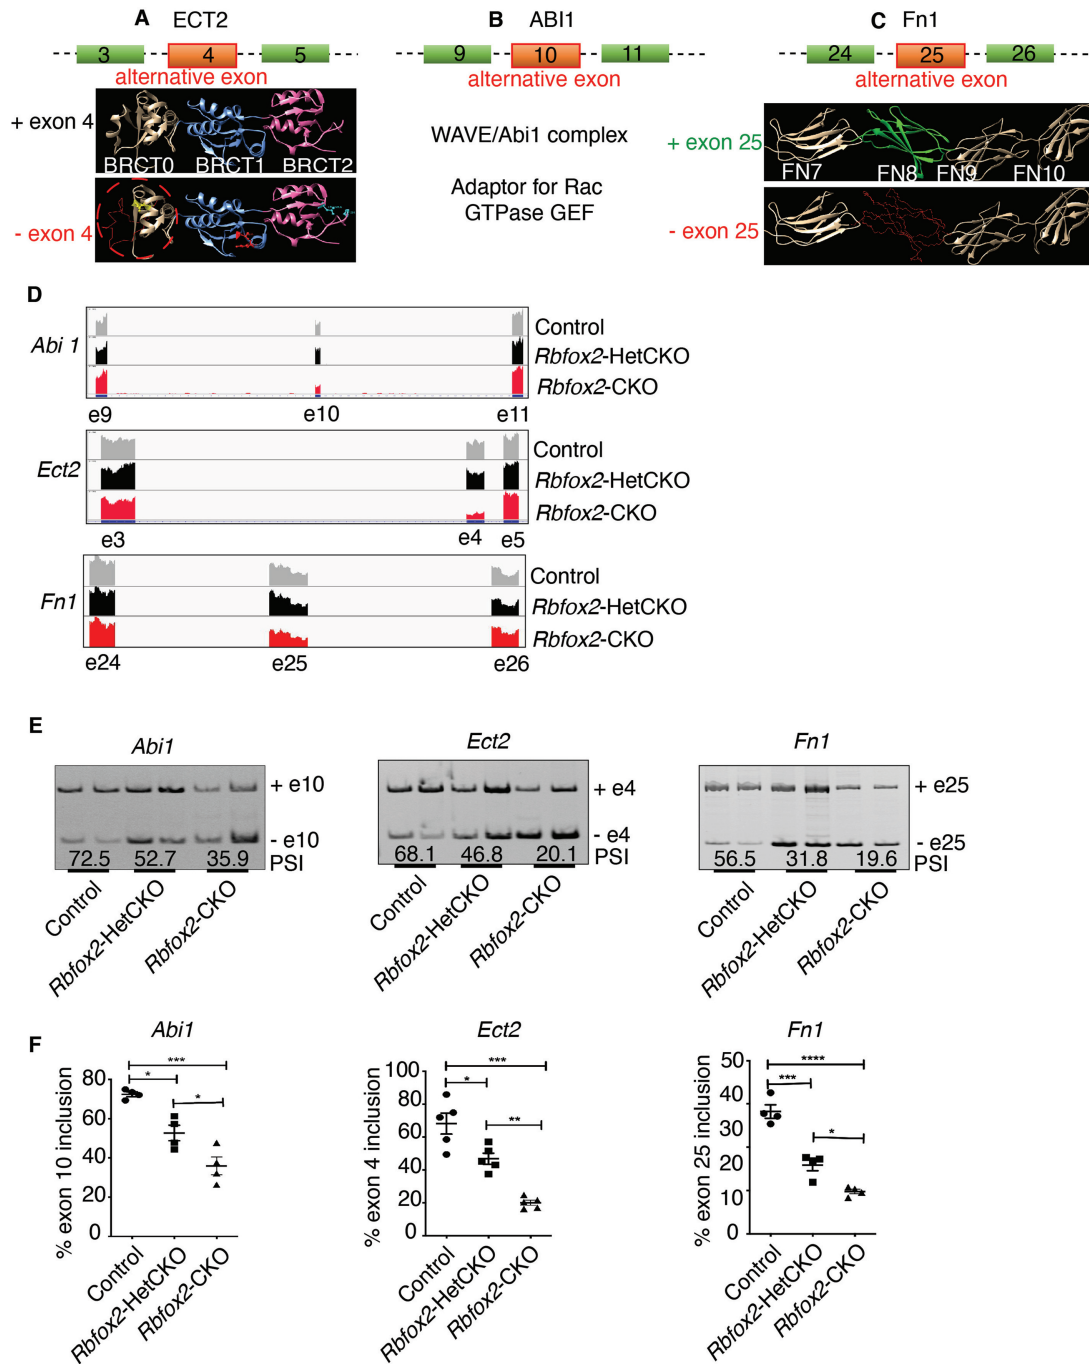 A ECT2
3 4 5
alternative exon
+ exon 4
BRCT0 BRCT1 BRCT2
- exon 4
B ABI1
9 10 11
alternative exon
WAVE/Abi1 complex
Adaptor for Rac
GTPase GEF
C Fn1
24 25 26
alternative exon
+ exon 25
FN7 FN8 FN9 FN10
- exon 25
D
Abi 1
Control
Rbfox2-HetCKO
Rbfox2-CKO
e9 e10 e11
Ect2
Control
Rbfox2-HetCKO
Rbfox2-CKO
e3 e4 e5
Fn1
Control
Rbfox2-HetCKO
Rbfox2-CKO
e24 e25 e26
E
Abi1
+ e10
- e10
72.5 52.7 35.9 PSI
Control
Rbfox2-HetCKO
Rbfox2-CKO
Ect2
+ e4
- e4
68.1 46.8 20.1 PSI
Control
Rbfox2-HetCKO
Rbfox2-CKO
Fn1
+ e25
- e25
56.5 31.8 19.6 PSI
Control
Rbfox2-HetCKO
Rbfox2-CKO
F
Abi1
% exon 10 inclusion
80
60
40
20
0
***
*
*
Control
Rbfox2-HetCKO
Rbfox2-CKO
Ect2
% exon 4 inclusion
100
80
60
40
20
0
***
*
**
Control
Rbfox2-HetCKO
Rbfox2-CKO
Fn1
% exon 25 inclusion
50
40
30
20
10
0
****
***
*
Control
Rbfox2-HetCKO
Rbfox2-CKO